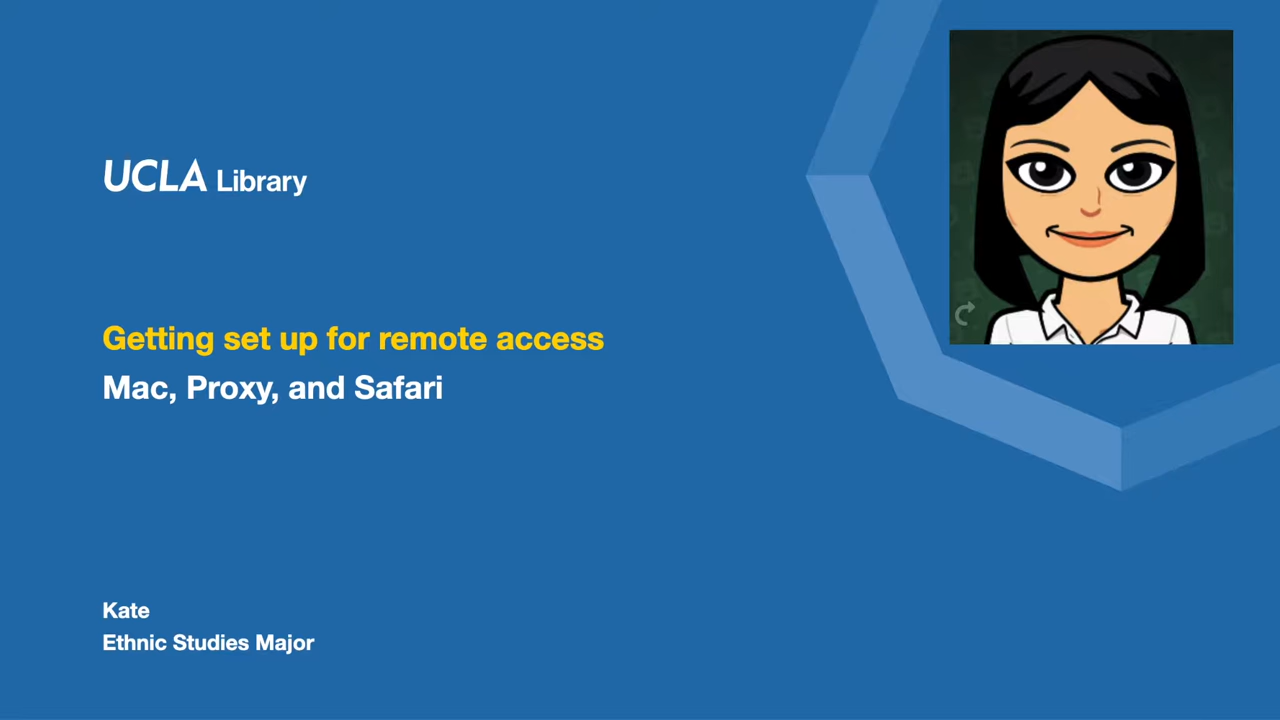 UCLA Library
Getting set up for remote access
Mac, Proxy, and Safari
Kate
Ethnic Studies Major